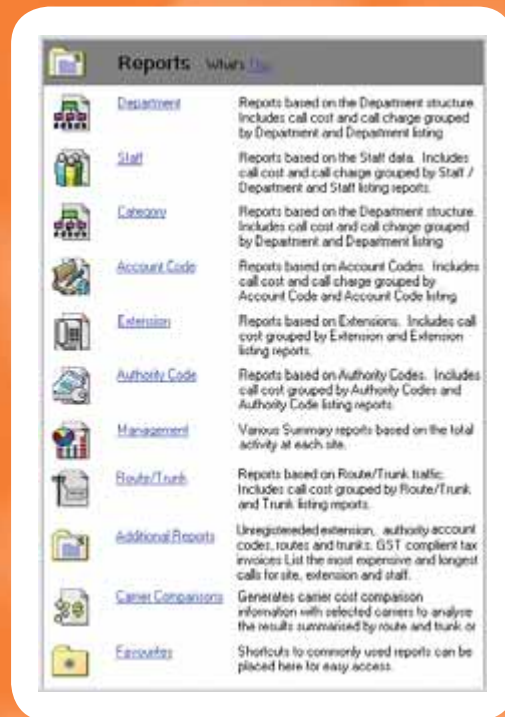 Reports What's This
Department
Reports based on the Department structure.
Includes call cost and call charge grouped
by Department and Department listing
Staff
Reports based on the Staff data. Includes
call cost and call charge grouped by Staff /
Department and Staff listing reports.
Category
Reports based on the Department structure.
Includes call cost and call charge grouped
by Department and Department listing
Account Code
Reports based on Account Codes. Includes
call cost and call charge grouped by
Account Code and Account Code listing
Extension
Reports based on Extensions. Includes call
cost grouped by Extension and Extension
listing reports.
Authority Code
Reports based on Authority Codes. Includes
call cost grouped by Authority Codes and
Authority Code listing reports.
Management
Various Summary reports based on the total
activity at each site.
Route/Trunk
Reports based on Route/Trunk traffic.
Includes call cost grouped by Route/Trunk
and Trunk listing reports.
Additional Reports
Unregistereded extension, authority account
codes, routes and trunks. GST complient tax
invoices List the most expensive and longest
calls for site, extension and staff.
Carrier Comparisons
Generates carrier cost comparison
information with selected carriers to analyse
the results summarised by route and trunk or
Favourites
Shortcuts to commonly used reports can be
placed here for easy access.